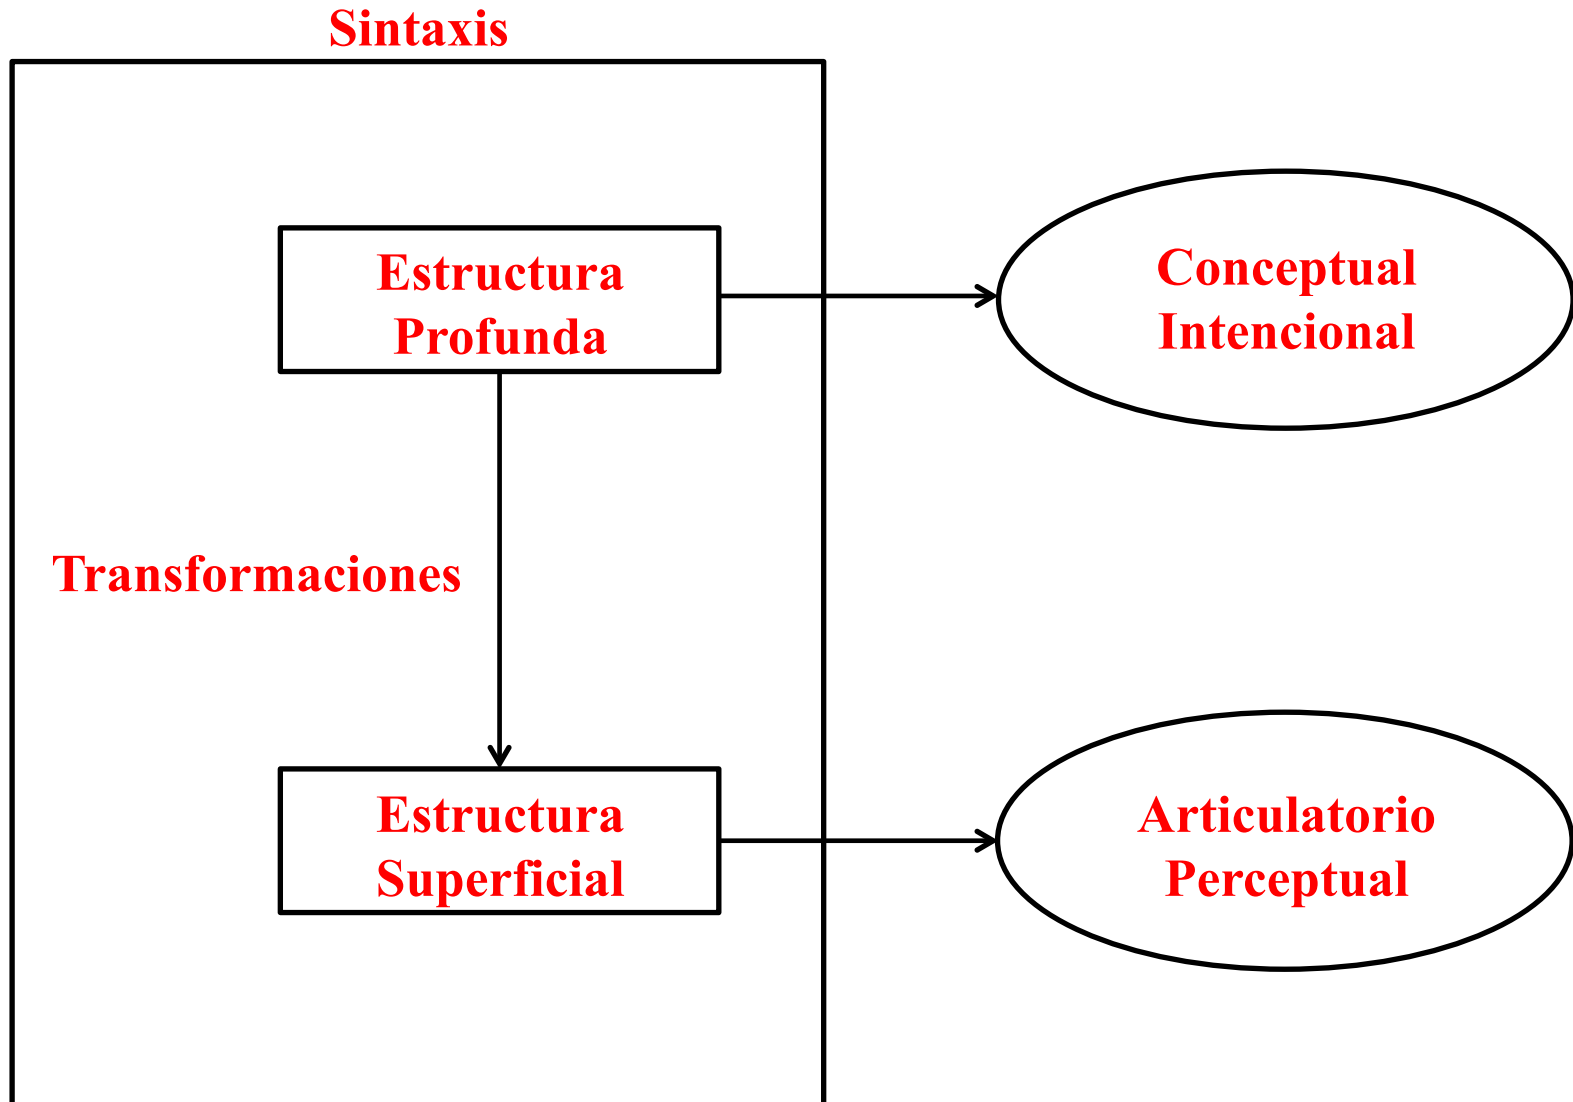 Sintaxis
Estructura
Profunda
Conceptual
Intencional
Transformaciones
Estructura
Superficial
Articulatorio
Perceptual